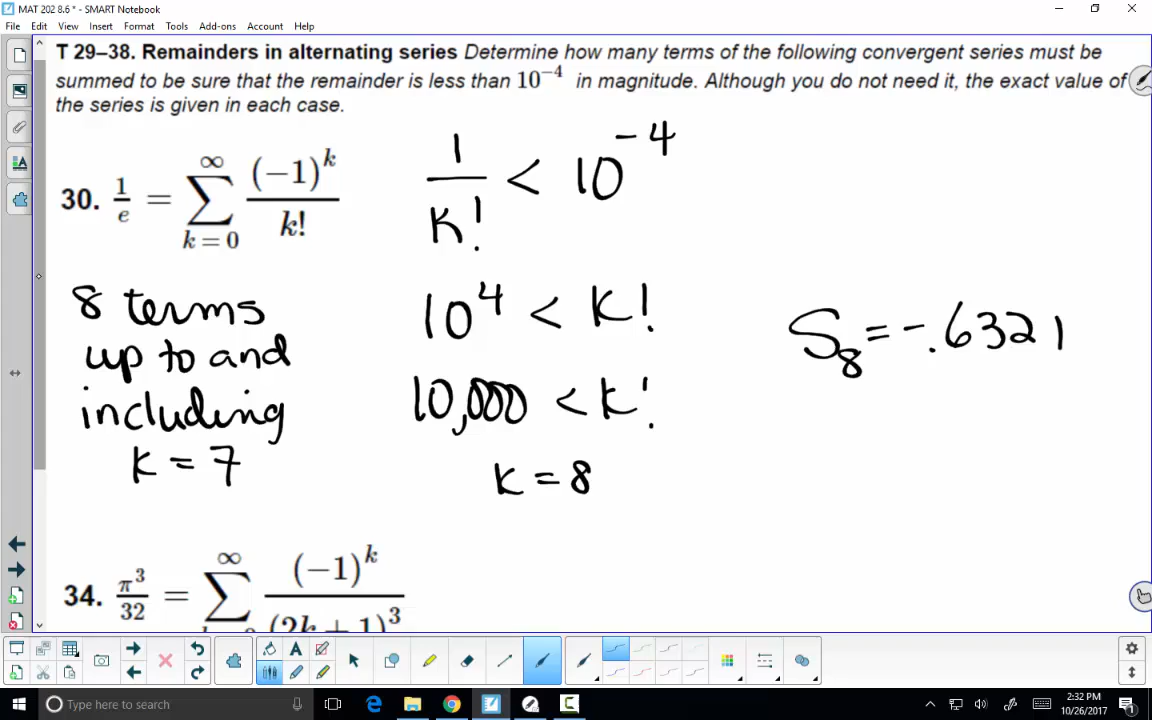 MAT 202 8.6 * - SMART Notebook
File Edit View Insert Format Tools Add-ons Account Help
T 29–38. Remainders in alternating series Determine how many terms of the following convergent series must be
summed to be sure that the remainder is less than 10⁻⁴ in magnitude. Although you do not need it, the exact value of
the series is given in each case.
30. 1/e = ∑_{k=0}^{∞} (−1)^k / k!
1/k! < 10⁻⁴
10⁴ < k!
10,000 < k!
k = 8
8 terms
up to and
including
k = 7
S₈ = -.6321
34. π³/32 = ∑ ∞ (−1)^k / (2k + 1)³
Type here to search
2:32 PM
10/26/2017
1